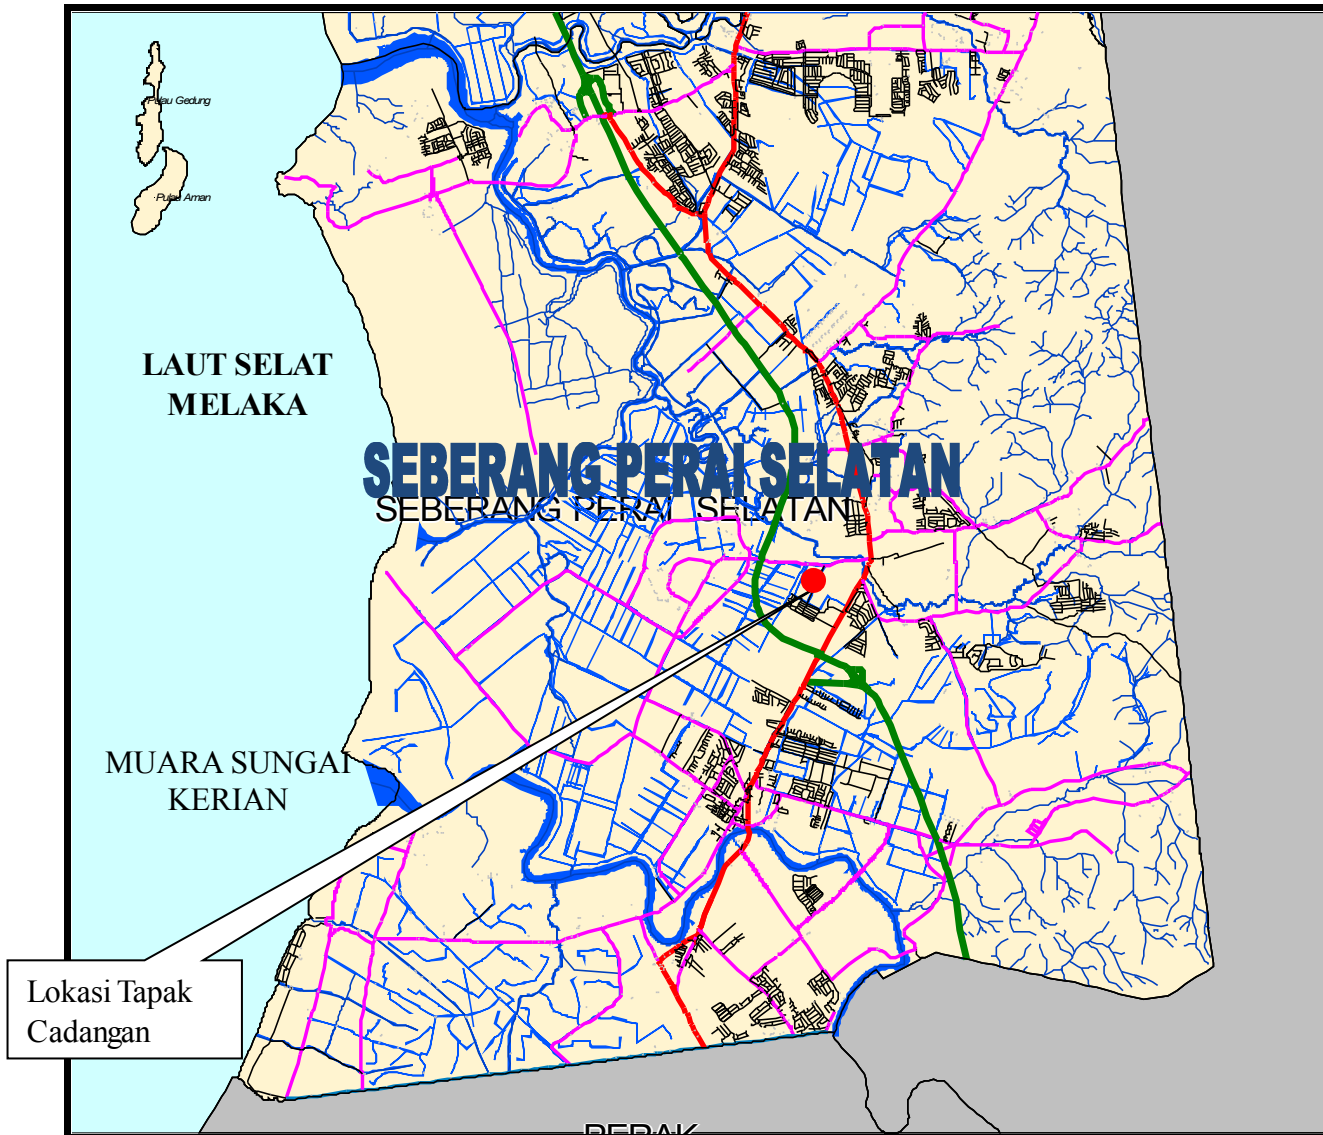 Pulau Gedung
Pulau Aman
LAUT SELAT
MELAKA
SEBERANG PERAI SELATAN
SEBERANG PERAI SELATAN
MUARA SUNGAI
KERIAN
Lokasi Tapak
Cadangan
PERAK